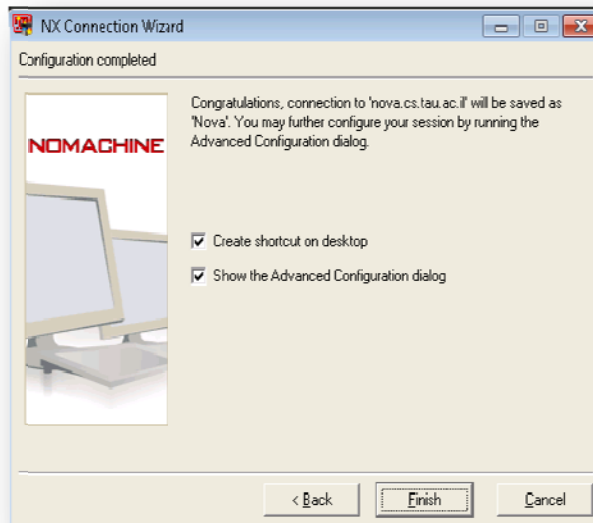 NX Connection Wizard
Configuration completed
Congratulations, connection to 'nova.cs.tau.ac.il' will be saved as
'Nova'. You may further configure your session by running the
Advanced Configuration dialog.
NOMACHINE
Create shortcut on desktop
Show the Advanced Configuration dialog
< Back
Finish
Cancel